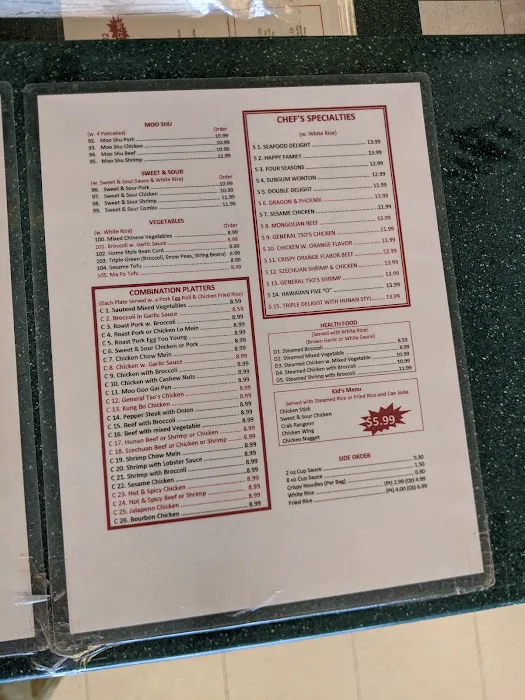 MOO SHU
(w. 4 Pancakes) Order
92. Moo Shu Pork 10.99
93. Moo Shu Chicken 10.99
94. Moo Shu Beef 10.99
95. Moo Shu Shrimp 11.99
SWEET & SOUR
(w. Sweet & Sour Sauce & White Rice) Order
96. Sweet & Sour Pork 10.99
97. Sweet & Sour Chicken 10.99
98. Sweet & Sour Shrimp 11.99
99. Sweet & Sour Combo 11.99
VEGETABLES
(w. White Rice) Order
100. Mixed Chinese Vegetables 8.99
101. Broccoli w. Garlic Sauce 8.99
102. Home Style Bean Curd 8.99
103. Triple Green (Broccoli, Snow Peas, String Beans) 8.99
104. Sesame Tofu 8.99
105. Ma Po Tofu 8.99
COMBINATION PLATTERS
(Each Plate Served w. a Pork Egg Roll & Chicken Fried Rice)
C 1. Sauteed Mixed Vegetables 8.59
C 2. Broccoli in Garlic Sauce 8.59
C 3. Roast Pork w. Broccoli 8.99
C 4. Roast Pork or Chicken Lo Mein 8.99
C 5. Roast Pork Egg Foo Young 8.99
C 6. Sweet & Sour Chicken or Pork 8.99
C 7. Chicken Chow Mein 8.99
C 8. Chicken w. Garlic Sauce 8.99
C 9. Chicken with Broccoli 8.99
C 10. Chicken with Cashew Nuts 8.99
C 11. Moo Goo Gai Pan 8.99
C 12. General Tso's Chicken 8.99
C 13. Kung Bo Chicken 8.99
C 14. Pepper Steak with Onion 8.99
C 15. Beef with Broccoli 8.99
C 16. Beef with mixed Vegetable 8.99
C 17. Hunan Beef or Shrimp or Chicken 8.99
C 18. Szechuan Beef or Chicken or Shrimp 8.99
C 19. Shrimp Chow Mein 8.99
C 20. Shrimp with Lobster Sauce 8.99
C 21. Shrimp with Broccoli 8.99
C 22. Sesame Chicken 8.99
C 23. Hot & Spicy Chicken 8.99
C 24. Hot & Spicy Beef or Shrimp 8.99
C 25. Jalapeno Chicken 8.99
C 26. Bourbon Chicken 8.99
CHEF'S SPECIALTIES
(w. White Rice)
S 1. SEAFOOD DELIGHT 13.99
S 2. HAPPY FAMILY 13.99
S 3. FOUR SEASONS 12.99
S 4. SUBGUM WONTON 12.99
S 5. DOUBLE DELIGHT 11.99
S 6. DRAGON & PHOENIX 13.99
S 7. SESAME CHICKEN 11.99
S 8. MONGOLIAN BEEF 13.99
S 9. GENERAL TSO'S CHICKEN 11.99
S 10. CHICKEN W. ORANGE FLAVOR 12.99
S 11. CRISPY ORANGE FLAVOR BEEF 13.99
S 12. SZECHUAN SHRIMP & CHICKEN 13.99
S 13. GENERAL TSO'S SHRIMP 13.99
S 14. HAWAIIAN FIVE "O" 13.99
S 15. TRIPLE DELIGHT WITH HUNAN STYL 13.99
HEALTH FOOD
(Served with White Rice)
(Brown Garlic or White Sauce)
D1. Steamed Broccoli 8.59
D2. Steamed Mixed Vegetable 8.99
D3. Steamed Chicken w. Mixed Vegetable 10.99
D4. Steamed Chicken with Broccoli 10.99
D5. Steamed Shrimp with Broccoli 11.99
Kid's Menu
Served with Steamed Rice or Fried Rice and Can Soda
Chicken Stick
Sweet & Sour Chicken
Crab Rangoon
Chicken Wing
Chicken Nugget
$5.99
SIDE ORDER
2 oz Cup Sauce 0.30
8 oz Cup Sauce 1.50
Crispy Noodles (Per Bag) 0.80
White Rice (Pt) 2.99 (Qt) 4.99
Fried Rice (Pt) 4.00 (Qt) 6.99